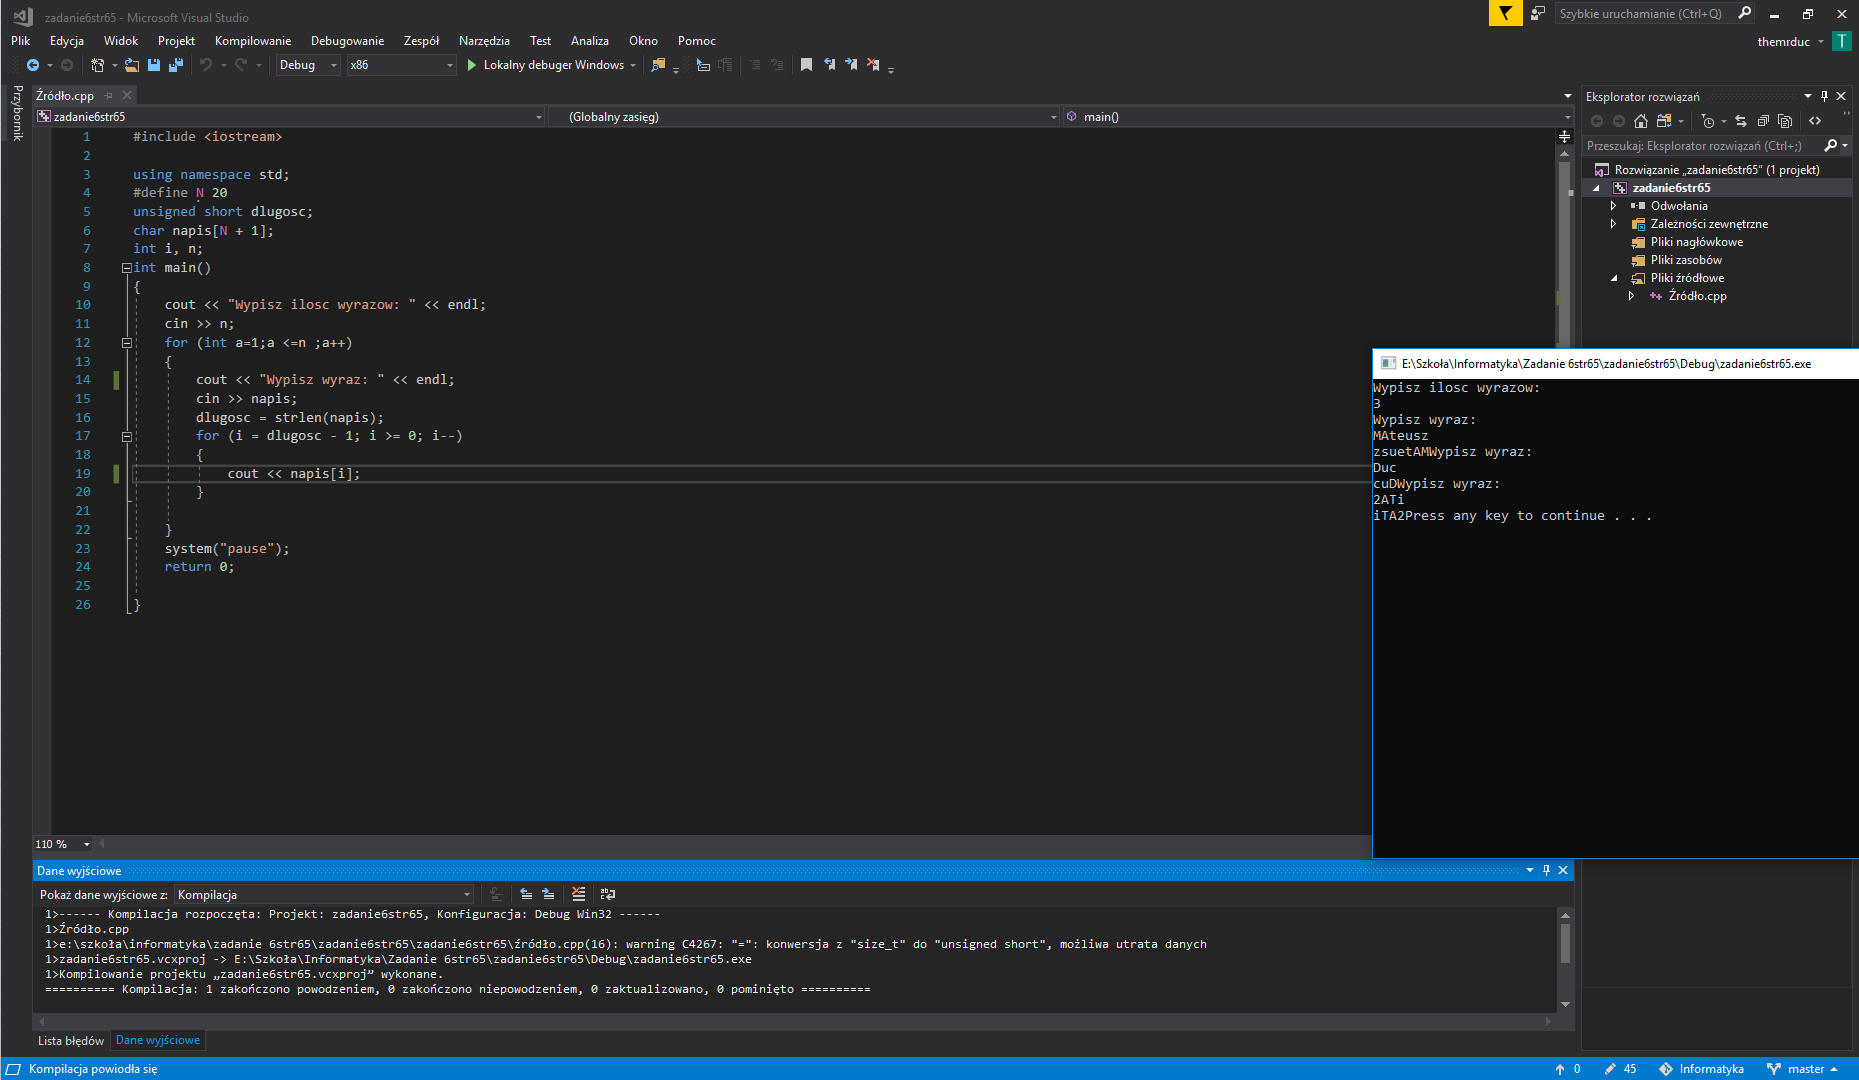 zadanie6str65 - Microsoft Visual Studio
Szybkie uruchamianie (Ctrl+Q)
Plik Edycja Widok Projekt Kompilowanie Debugowanie Zespół Narzędzia Test Analiza Okno Pomoc
themrduc T
Debug x86 Lokalny debuger Windows
Przybornik
Źródło.cpp
zadanie6str65 (Globalny zasięg) main()
1 #include <iostream>
2
3 using namespace std;
4 #define N 20
5 unsigned short dlugosc;
6 char napis[N + 1];
7 int i, n;
8 int main()
9 {
10 cout << "Wypisz ilosc wyrazow: " << endl;
11 cin >> n;
12 for (int a=1;a <=n ;a++)
13 {
14 cout << "Wypisz wyraz: " << endl;
15 cin >> napis;
16 dlugosc = strlen(napis);
17 for (i = dlugosc - 1; i >= 0; i--)
18 {
19 cout << napis[i];
20 }
21
22 }
23 system("pause");
24 return 0;
25
26 }
110 %
Eksplorator rozwiązań
Przeszukaj: Eksplorator rozwiązań (Ctrl+;)
Rozwiązanie „zadanie6str65” (1 projekt)
zadanie6str65
Odwołania
Zależności zewnętrzne
Pliki nagłówkowe
Pliki zasobów
Pliki źródłowe
Źródło.cpp
E:\Szkoła\Informatyka\Zadanie 6str65\zadanie6str65\Debug\zadanie6str65.exe
Wypisz ilosc wyrazow:
3
Wypisz wyraz:
MAteusz
zsuetAMWypisz wyraz:
Duc
cuDWypisz wyraz:
2ATi
iTA2Press any key to continue . . .
Dane wyjściowe
Pokaż dane wyjściowe z: Kompilacja
1>------ Kompilacja rozpoczęta: Projekt: zadanie6str65, Konfiguracja: Debug Win32 ------
1>Źródło.cpp
1>e:\szkoła\informatyka\zadanie 6str65\zadanie6str65\zadanie6str65\źródło.cpp(16): warning C4267: "=": konwersja z "size_t" do "unsigned short", możliwa utrata danych
1>zadanie6str65.vcxproj -> E:\Szkoła\Informatyka\Zadanie 6str65\zadanie6str65\Debug\zadanie6str65.exe
1>Kompilowanie projektu „zadanie6str65.vcxproj” wykonane.
========== Kompilacja: 1 zakończono powodzeniem, 0 zakończono niepowodzeniem, 0 zaktualizowano, 0 pominięto ==========
Lista błędów Dane wyjściowe
Kompilacja powiodła się 0 45 Informatyka master